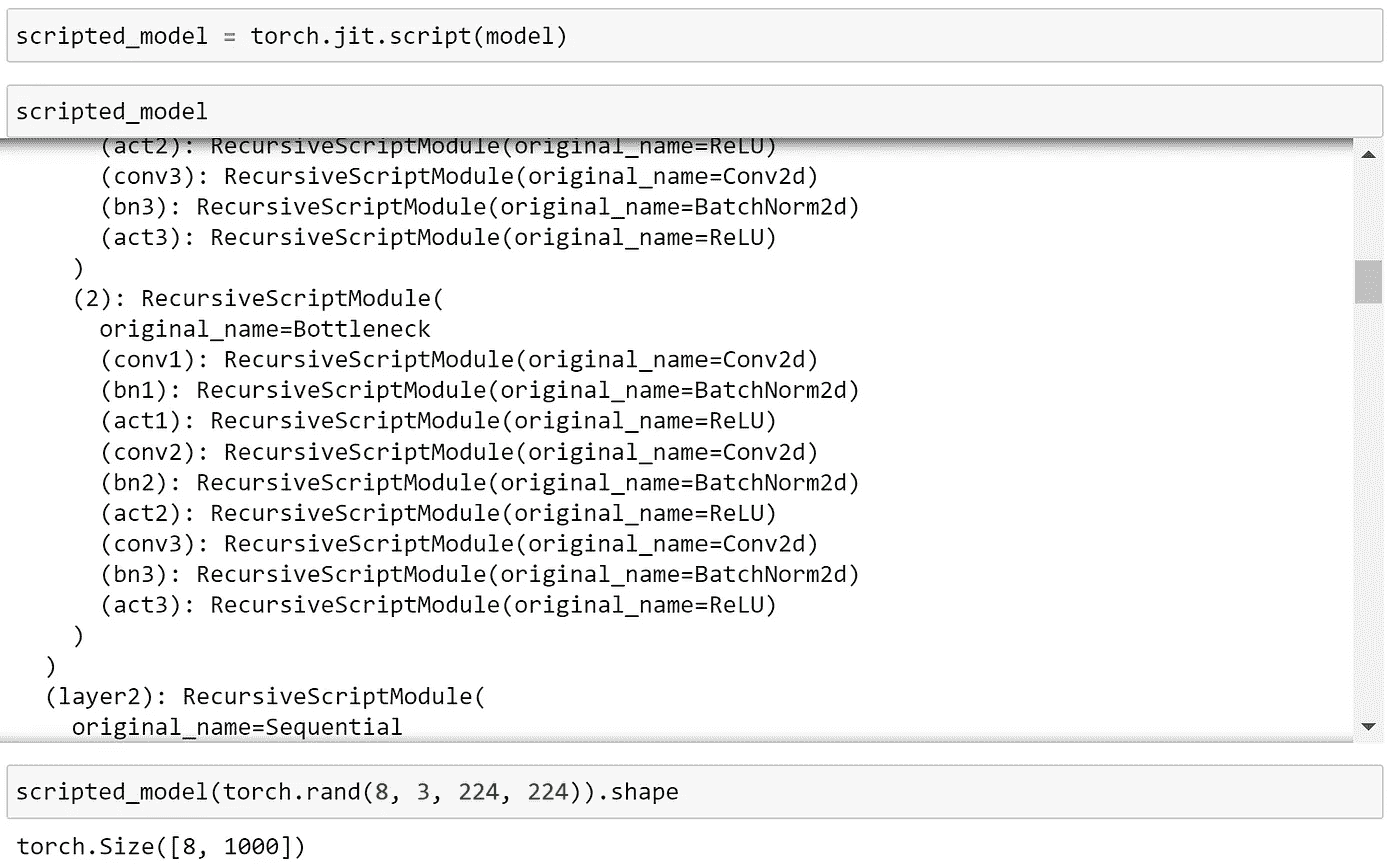 scripted_model = torch.jit.script(model)
scripted_model
(act2): RecursiveScriptModule(original_name=ReLU)
(conv3): RecursiveScriptModule(original_name=Conv2d)
(bn3): RecursiveScriptModule(original_name=BatchNorm2d)
(act3): RecursiveScriptModule(original_name=ReLU)
)
(2): RecursiveScriptModule(
original_name=Bottleneck
(conv1): RecursiveScriptModule(original_name=Conv2d)
(bn1): RecursiveScriptModule(original_name=BatchNorm2d)
(act1): RecursiveScriptModule(original_name=ReLU)
(conv2): RecursiveScriptModule(original_name=Conv2d)
(bn2): RecursiveScriptModule(original_name=BatchNorm2d)
(act2): RecursiveScriptModule(original_name=ReLU)
(conv3): RecursiveScriptModule(original_name=Conv2d)
(bn3): RecursiveScriptModule(original_name=BatchNorm2d)
(act3): RecursiveScriptModule(original_name=ReLU)
)
)
(layer2): RecursiveScriptModule(
original_name=Sequential
scripted_model(torch.rand(8, 3, 224, 224)).shape
torch.Size([8, 1000])